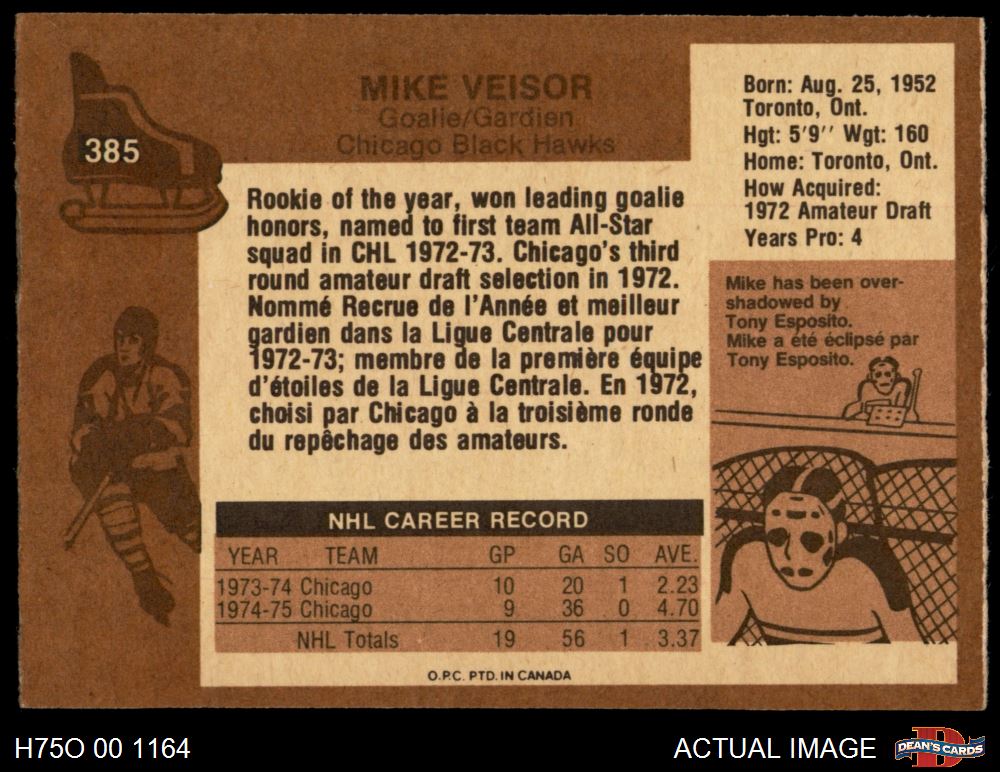 385
MIKE VEISOR
Goalie/Gardien
Chicago Black Hawks
Born: Aug. 25, 1952
Toronto, Ont.
Hgt: 5'9'' Wgt: 160
Home: Toronto, Ont.
How Acquired:
1972 Amateur Draft
Years Pro: 4
Rookie of the year, won leading goalie
honors, named to first team All-Star
squad in CHL 1972-73. Chicago's third
round amateur draft selection in 1972.
Nommé Recrue de l'Année et meilleur
gardien dans la Ligue Centrale pour
1972-73; membre de la première équipe
d'étoiles de la Ligue Centrale. En 1972,
choisi par Chicago à la troisième ronde
du repêchage des amateurs.
Mike has been over-
shadowed by
Tony Esposito.
Mike a été éclipsé par
Tony Esposito.
NHL CAREER RECORD
YEAR TEAM GP GA SO AVE.
1973-74 Chicago 10 20 1 2.23
1974-75 Chicago 9 36 0 4.70
NHL Totals 19 56 1 3.37
O.P.C. PTD. IN CANADA
H75O 00 1164
ACTUAL IMAGE
DEAN'S CARDS